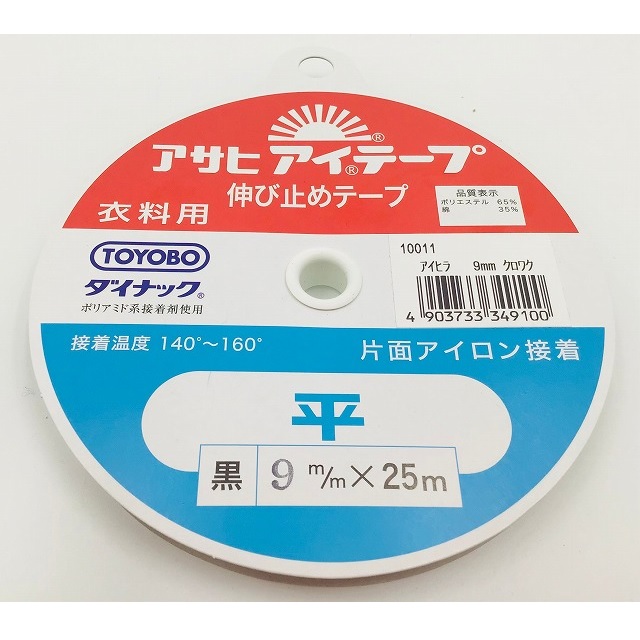 アサヒ アイ®テープ®
伸び止めテープ
衣料用
品質表示
ポリエステル 65%
綿 35%
TOYOBO
ダイナック®
ポリアミド系接着剤使用
10011
アイヒラ 9mm クロワク
4 903733 349100
接着温度 140°～160°
片面アイロン接着
平
黒 9 m/m×25m